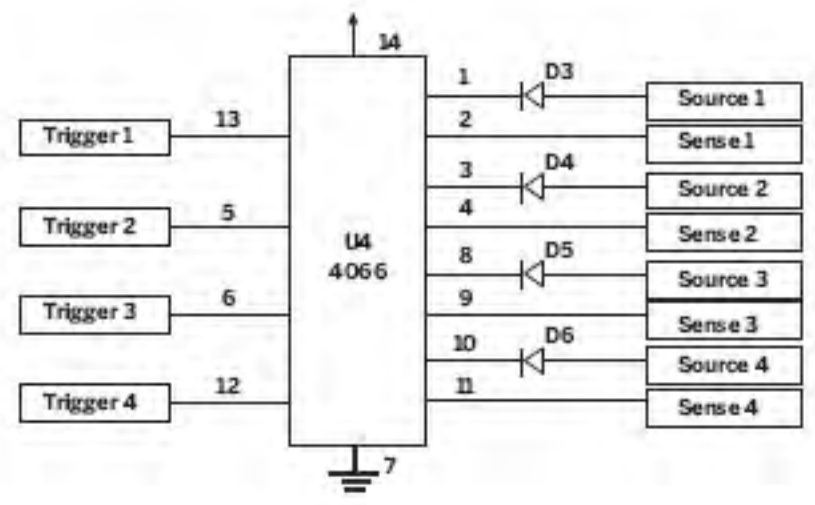 14
1
D3
Source 1
13
2
Trigger 1
Sense 1
3
D4
Source 2
5
4
Trigger 2
Sense 2
U4
4066
8
D5
Source 3
6
9
Trigger 3
Sense 3
10
D6
Source 4
12
11
Trigger 4
Sense 4
7